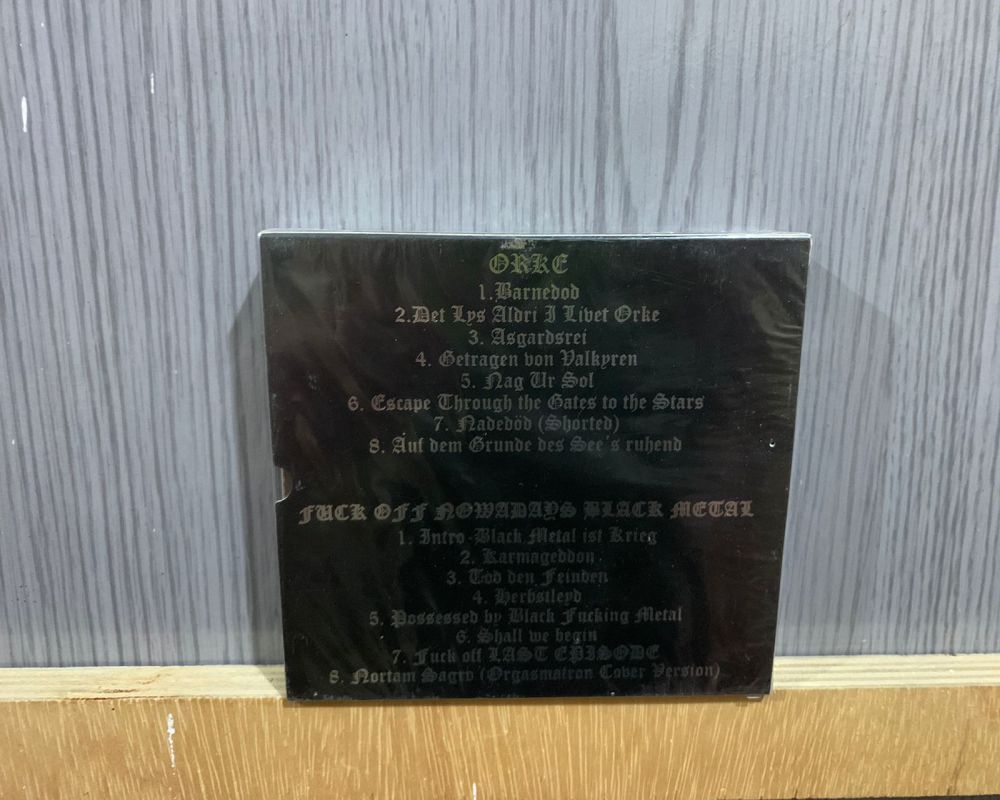 ORKE
1.Barnedod
2.Det Lys Aldri I Livet Orke
3. Asgardsrei
4. Getragen von Valkyren
5. Nag Ur Sol
6. Escape Through the Gates to the Stars
7. Nadedöd (Shorted)
8. Auf dem Grunde des See's ruhend
FUCK OFF NOWADAYS BLACK METAL
1. Intro-Black Metal ist Krieg
2. Karmageddon
3. Tod den Feinden
4. Herbstleyd
5. Possessed by Black Fucking Metal
6. Shall we begin
7. Fuck off LAST EPISODE
8. Nortam Sagro (Orgasmatron Cover Version)